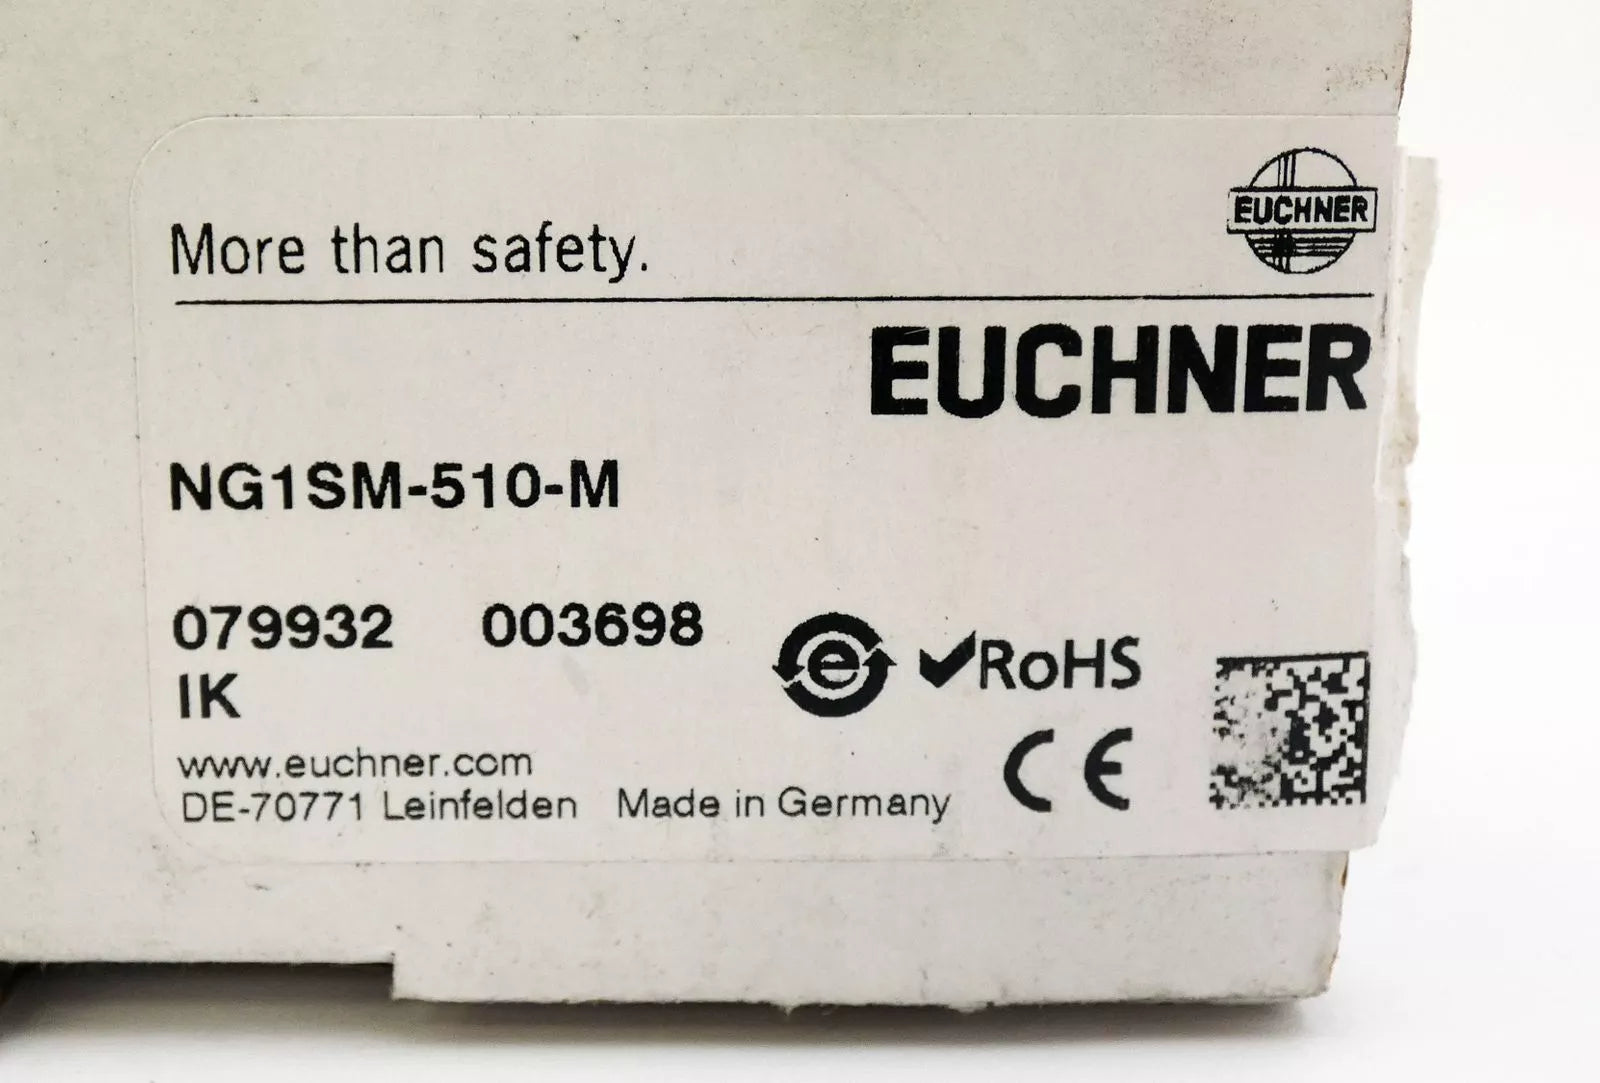 EUCHNER
More than safety.
EUCHNER
NG1SM-510-M
079932 003698
IK
e
RoHS
www.euchner.com
CE
DE-70771 Leinfelden Made in Germany